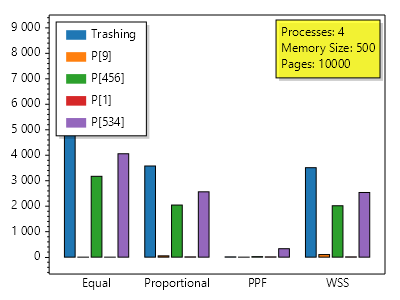 9 000
8 000
7 000
6 000
5 000
4 000
3 000
2 000
1 000
0
Trashing
P[9]
P[456]
P[1]
P[534]
Processes: 4
Memory Size: 500
Pages: 10000
Equal
Proportional
PPF
WSS